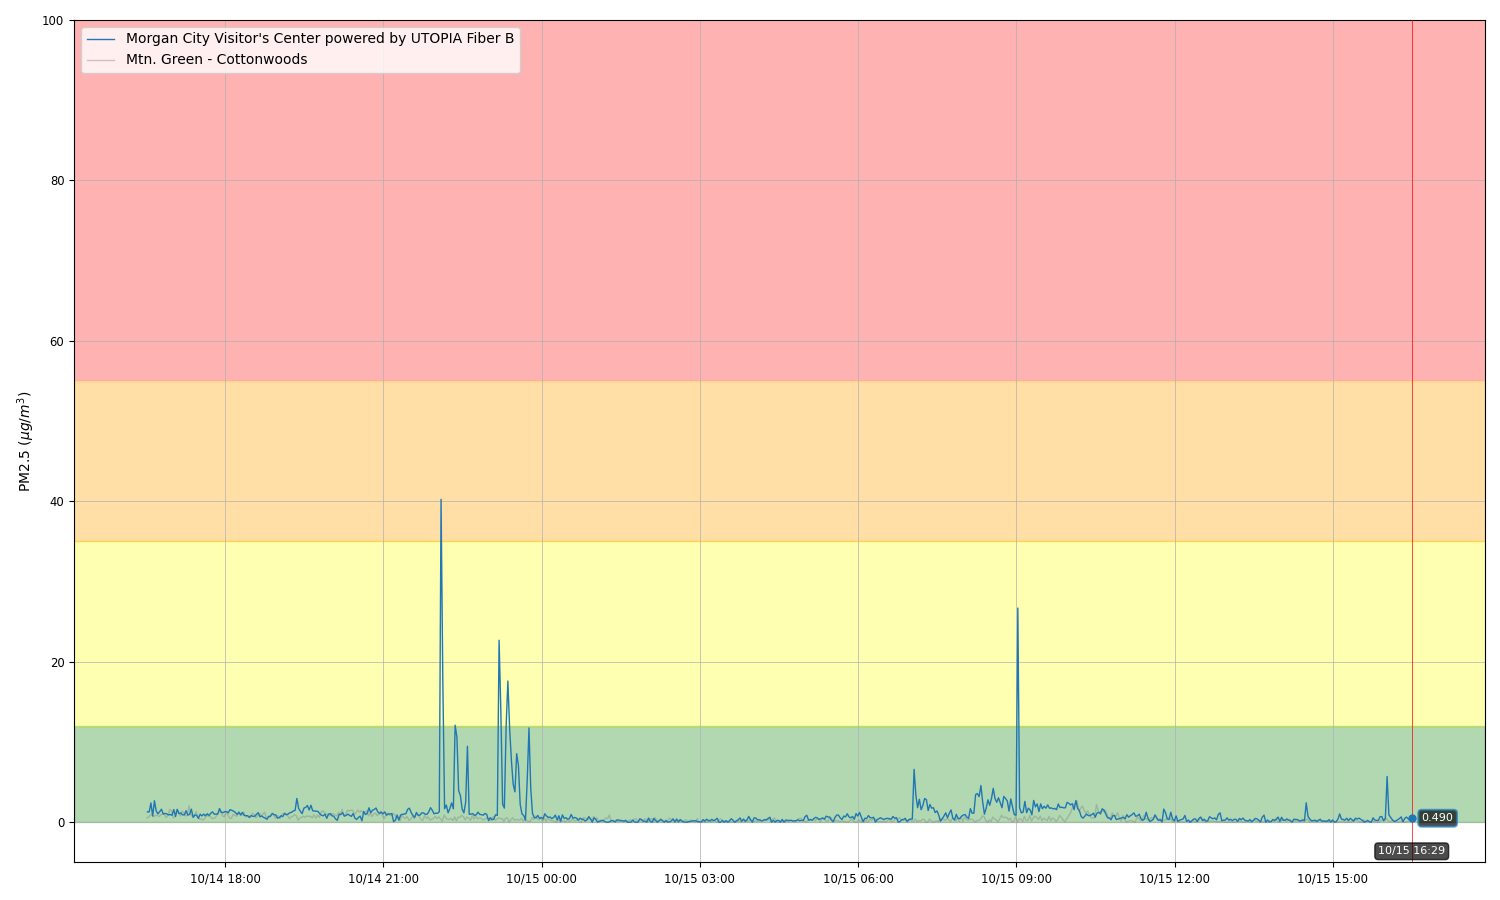 Morgan City Visitor's Center powered by UTOPIA Fiber B
Mtn. Green - Cottonwoods
100
80
60
40
20
0
PM2.5 (μg/m³)
0.490
10/15 16:29
10/14 18:00 10/14 21:00 10/15 00:00 10/15 03:00 10/15 06:00 10/15 09:00 10/15 12:00 10/15 15:00